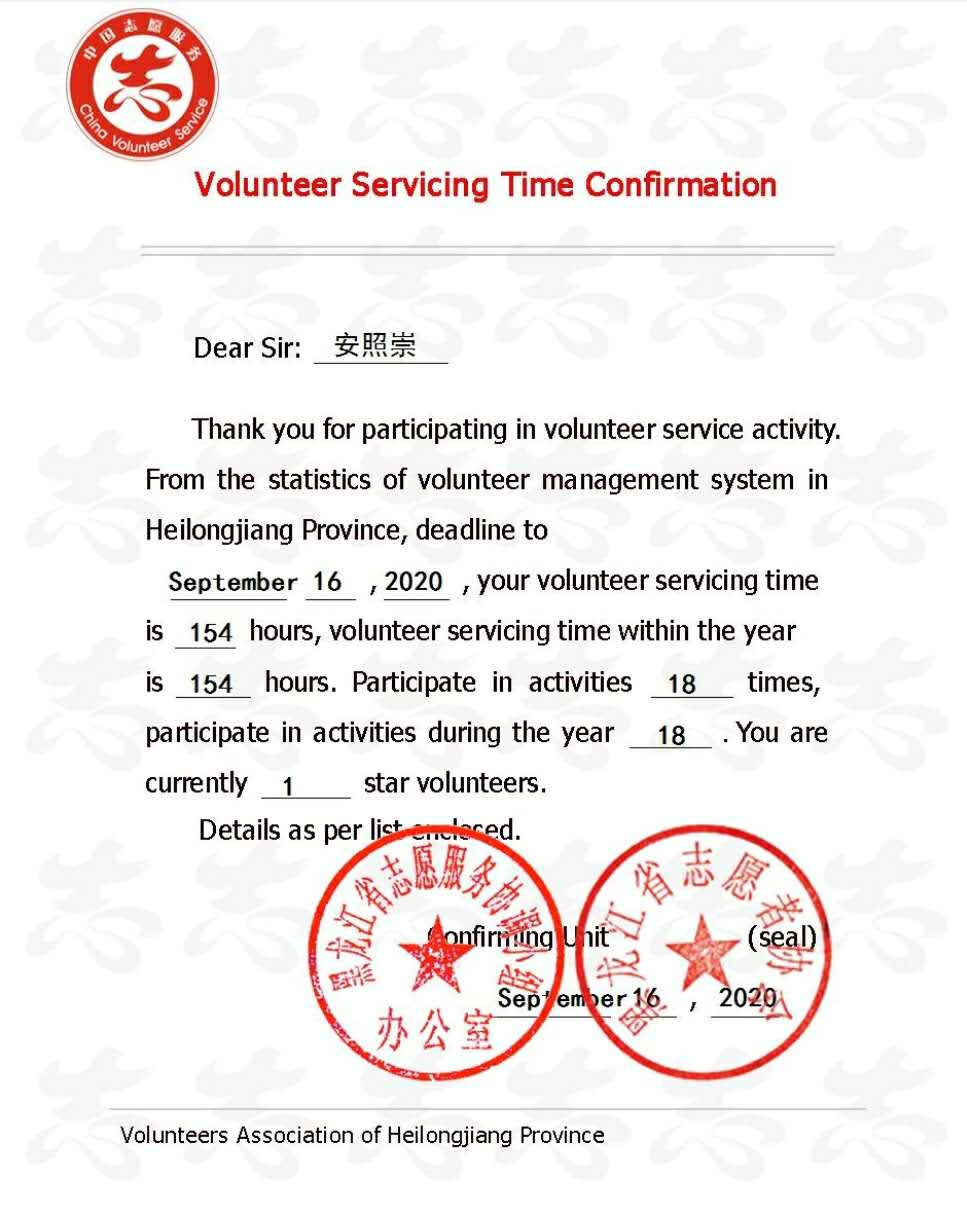 中国志愿服务
China Volunteer Service
Volunteer Servicing Time Confirmation
Dear Sir: 安照崇
Thank you for participating in volunteer service activity.
From the statistics of volunteer management system in
Heilongjiang Province, deadline to
September 16 , 2020 , your volunteer servicing time
is 154 hours, volunteer servicing time within the year
is 154 hours. Participate in activities 18 times,
participate in activities during the year 18 . You are
currently 1 star volunteers.
Details as per list enclosed.
黑龙江省志愿服务协调小组
办公室
黑龙江省志愿者协会
Confirming Unit (seal)
September 16 , 2020
Volunteers Association of Heilongjiang Province